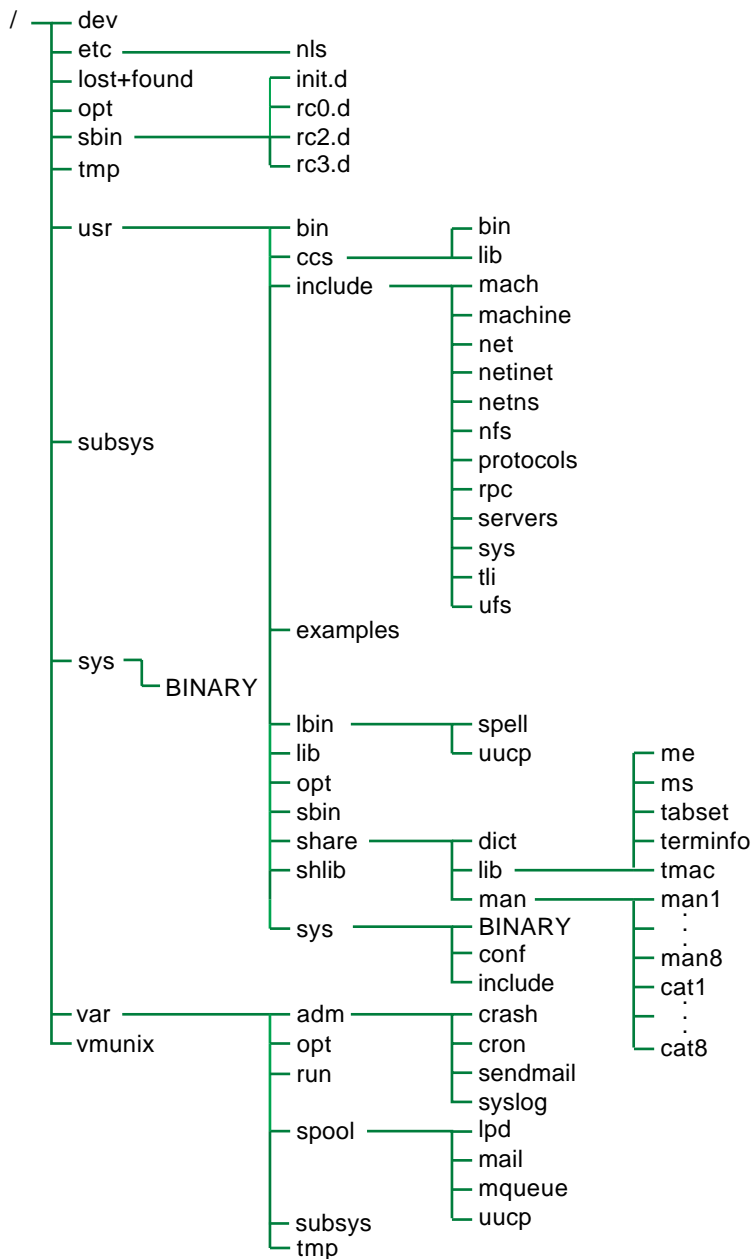 / dev
etc nls
lost+found init.d
opt rc0.d
sbin rc2.d
tmp rc3.d
usr bin bin
ccs lib
include mach
machine
net
netinet
netns
nfs
subsys
protocols
rpc
servers
sys
tli
ufs
examples
sys
BINARY
lbin spell
lib uucp me
opt ms
sbin tabset
share dict terminfo
shlib lib tmac
man man1
sys BINARY
conf man8
include cat1
var adm crash
vmunix opt cron cat8
run sendmail
syslog
spool lpd
mail
mqueue
subsys uucp
tmp